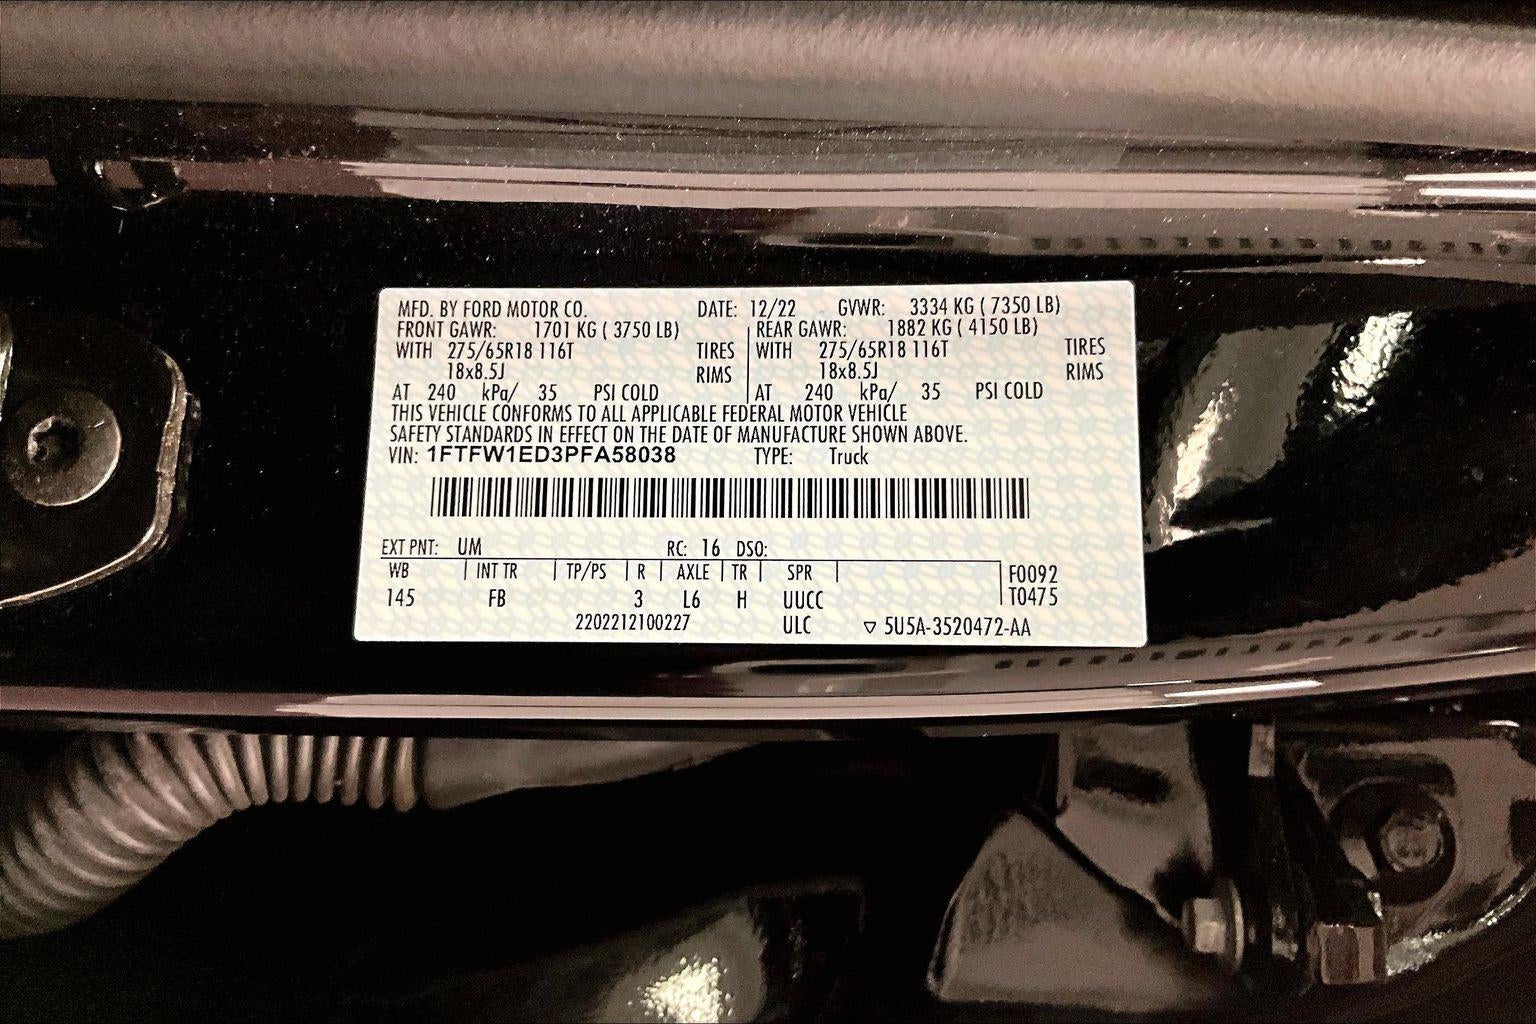 MFD. BY FORD MOTOR CO. DATE: 12/22 GVWR: 3334 KG ( 7350 LB)
FRONT GAWR: 1701 KG ( 3750 LB) REAR GAWR: 1882 KG ( 4150 LB)
WITH 275/65R18 116T TIRES WITH 275/65R18 116T TIRES
18x8.5J RIMS 18x8.5J RIMS
AT 240 kPa/ 35 PSI COLD AT 240 kPa/ 35 PSI COLD
THIS VEHICLE CONFORMS TO ALL APPLICABLE FEDERAL MOTOR VEHICLE
SAFETY STANDARDS IN EFFECT ON THE DATE OF MANUFACTURE SHOWN ABOVE.
VIN: 1FTFW1ED3PFA58038 TYPE: Truck
EXT PNT: UM RC: 16 DSO:
WB | INT TR | TP/PS | R | AXLE | TR | SPR | F0092
145 FB 3 L6 H UUCC T0475
2202212100227 ULC ▽ 5U5A-3520472-AA